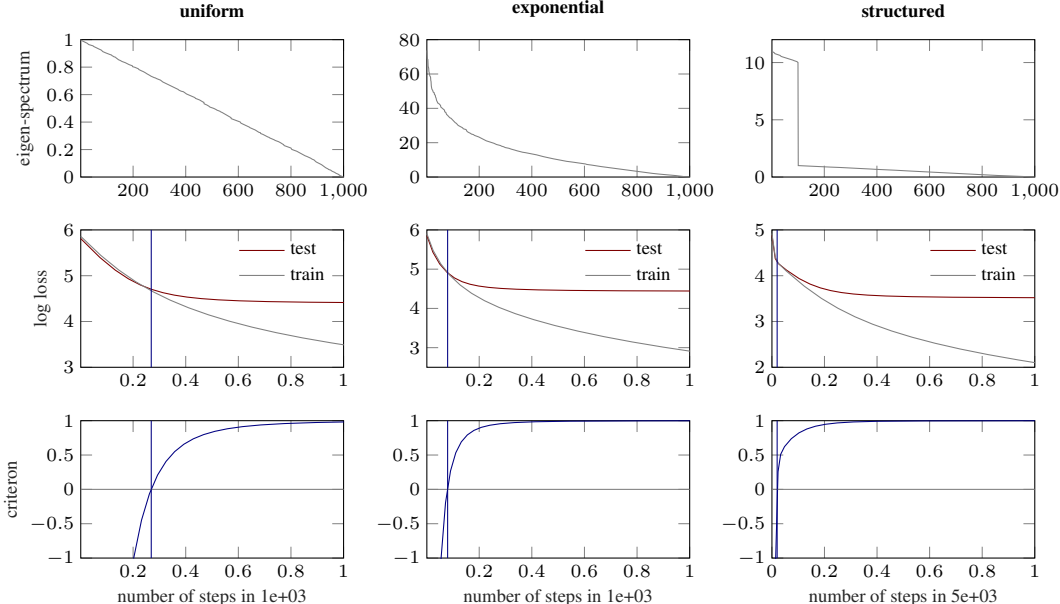 uniform
exponential
structured
eigen-spectrum
1
0.8
0.6
0.4
0.2
0
200 400 600 800 1,000
80
60
40
20
0
200 400 600 800 1,000
10
5
0
200 400 600 800 1,000
log loss
6
5
4
3
test
train
0.2 0.4 0.6 0.8 1
6
5
4
3
test
train
0.2 0.4 0.6 0.8 1
5
4
3
2
test
train
0 0.2 0.4 0.6 0.8 1
criteron
1
0.5
0
−0.5
−1
0.2 0.4 0.6 0.8 1
number of steps in 1e+03
1
0.5
0
−0.5
−1
0.2 0.4 0.6 0.8 1
number of steps in 1e+03
1
0.5
0
−0.5
−1
0 0.2 0.4 0.6 0.8 1
number of steps in 5e+03